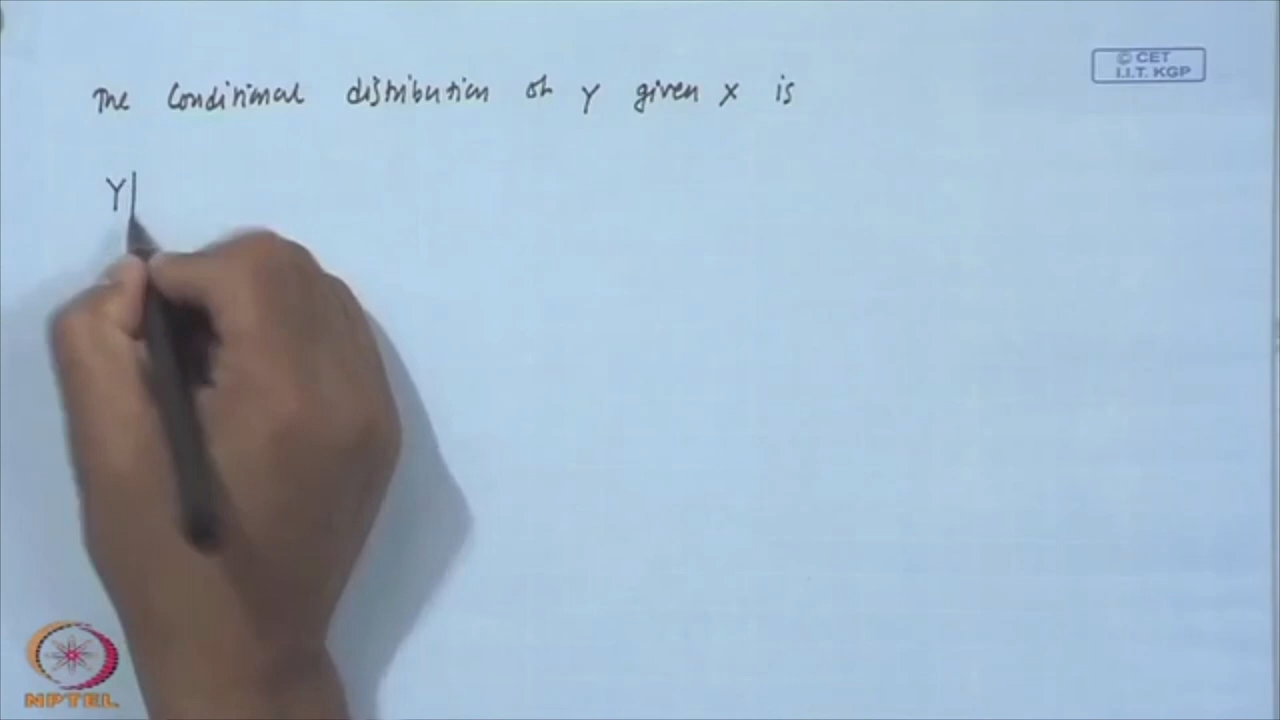 The Conditional distribution of Y given X is
Y|
© CET
I.I.T. KGP
NPTEL